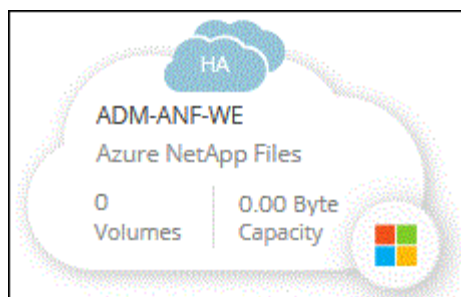 HA
ADM-ANF-WE
Azure NetApp Files
0
Volumes
0.00 Byte
Capacity